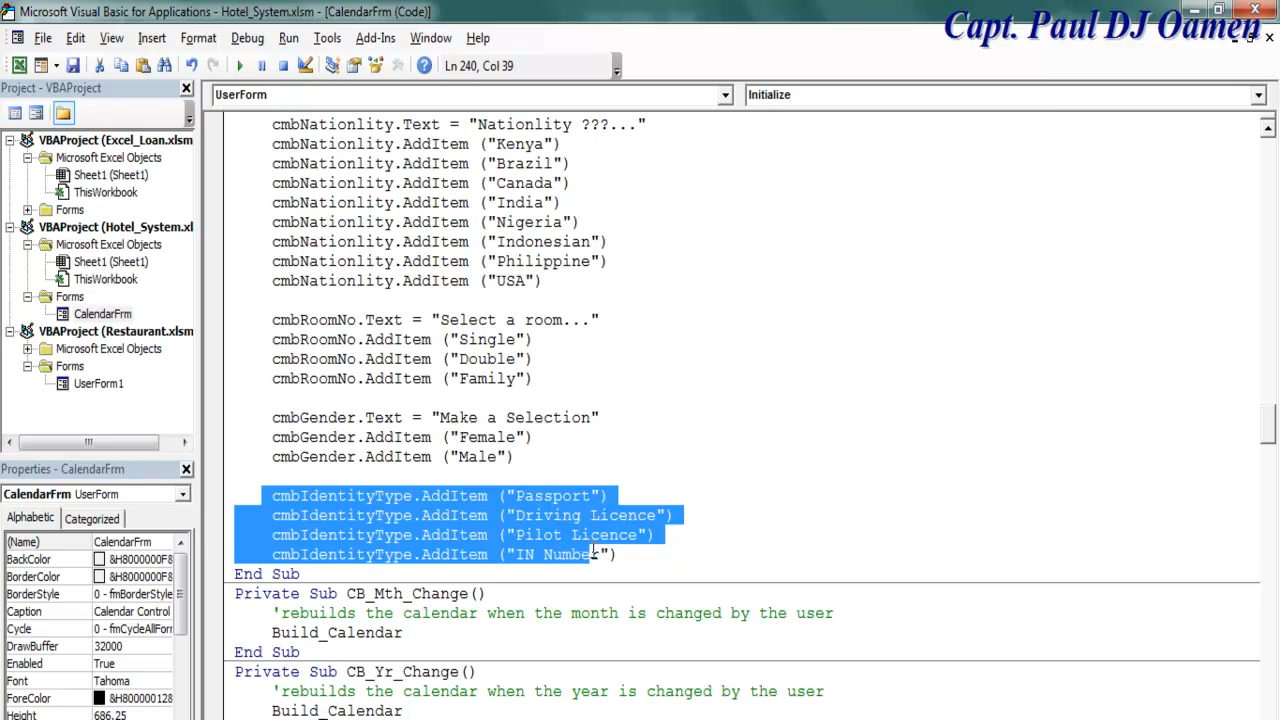 Microsoft Visual Basic for Applications - Hotel_System.xlsm - [CalendarFrm (Code)]
Capt. Paul DJ Oamen
File Edit View Insert Format Debug Run Tools Add-Ins Window Help
Ln 240, Col 39
Project - VBAProject
UserForm
Initialize
VBAProject (Excel_Loan.xlsm
Microsoft Excel Objects
Sheet1 (Sheet1)
ThisWorkbook
Forms
VBAProject (Hotel_System.xl
Microsoft Excel Objects
Sheet1 (Sheet1)
ThisWorkbook
Forms
CalendarFrm
VBAProject (Restaurant.xlsm
Microsoft Excel Objects
Forms
UserForm1
Properties - CalendarFrm
CalendarFrm UserForm
Alphabetic Categorized
(Name) CalendarFrm
BackColor &H8000000F&
BorderColor &H80000012&
BorderStyle 0 - fmBorderStyle
Caption Calendar Control
Cycle 0 - fmCycleAllForm
DrawBuffer 32000
Enabled True
Font Tahoma
ForeColor &H80000012&
Height 686.25
cmbNationlity.Text = "Nationlity ???..."
cmbNationlity.AddItem ("Kenya")
cmbNationlity.AddItem ("Brazil")
cmbNationlity.AddItem ("Canada")
cmbNationlity.AddItem ("India")
cmbNationlity.AddItem ("Nigeria")
cmbNationlity.AddItem ("Indonesian")
cmbNationlity.AddItem ("Philippine")
cmbNationlity.AddItem ("USA")
cmbRoomNo.Text = "Select a room..."
cmbRoomNo.AddItem ("Single")
cmbRoomNo.AddItem ("Double")
cmbRoomNo.AddItem ("Family")
cmbGender.Text = "Make a Selection"
cmbGender.AddItem ("Female")
cmbGender.AddItem ("Male")
cmbIdentityType.AddItem ("Passport")
cmbIdentityType.AddItem ("Driving Licence")
cmbIdentityType.AddItem ("Pilot Licence")
cmbIdentityType.AddItem ("IN Number")
End Sub
Private Sub CB_Mth_Change()
'rebuilds the calendar when the month is changed by the user
Build_Calendar
End Sub
Private Sub CB_Yr_Change()
'rebuilds the calendar when the year is changed by the user
Build_Calendar